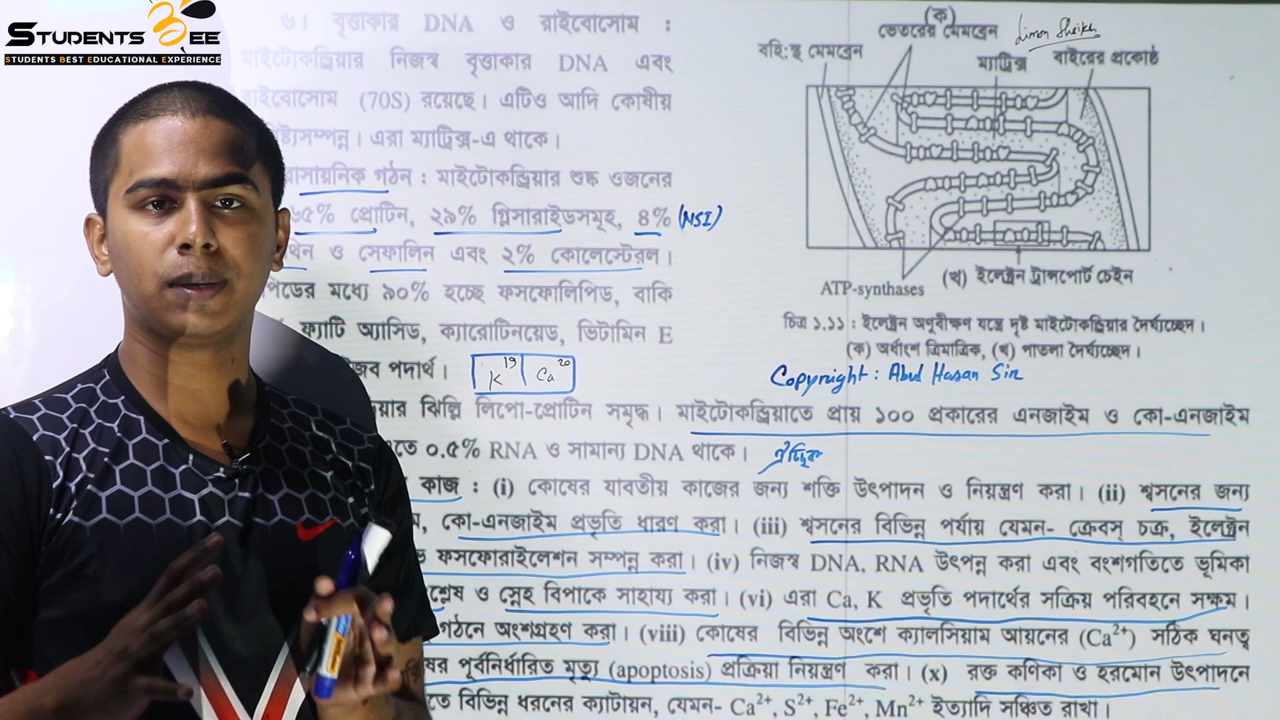 STUDENTS BEE
STUDENTS BEST EDUCATIONAL EXPERIENCE
৬। বৃত্তাকার DNA ও রাইবোসোম :
মাইটোকন্ড্রিয়ার নিজস্ব বৃত্তাকার DNA এবং
রাইবোসোম (70S) রয়েছে। এটিও আদি কোষীয়
। এরা ম্যাট্রিক্স-এ থাকে।
গঠন : মাইটোকন্ড্রিয়ার শুষ্ক ওজনের
৬৫% প্রোটিন, ২৯% গ্লিসারাইডসমূহ, ৪% (NSI)
ও সেফালিন এবং ২% কোলেস্টেরল।
মধ্যে ৯০% হচ্ছে ফসফোলিপিড, বাকি
ফ্যাটি অ্যাসিড, ক্যারোটিনয়েড, ভিটামিন E
পদার্থ।
K 19 Ca 20
(ক)
ভেতরের মেমব্রেন
Limon Sheikh
বহি:স্থ মেমব্রেন
ম্যাট্রিক্স
বাইরের প্রকোষ্ঠ
ATP-synthases
(খ) ইলেক্ট্রন ট্রান্সপোর্ট চেইন
চিত্র ১.১১ : ইলেক্ট্রন অণুবীক্ষণ যন্ত্রে দৃষ্ট মাইটোকন্ড্রিয়ার দৈর্ঘ্যচ্ছেদ।
(ক) অর্ধাংশে ত্রিমাত্রিক, (খ) পাতলা দৈর্ঘ্যচ্ছেদ।
Copyright : Abul Hasan Sir
ঝিল্লি লিপো-প্রোটিন সমৃদ্ধ। মাইটোকন্ড্রিয়াতে প্রায় ১০০ প্রকারের এনজাইম ও কো-এনজাইম
০.৫% RNA ও সামান্য DNA থাকে।
ঐচ্ছিক
কাজ : (i) কোষের যাবতীয় কাজের জন্য শক্তি উৎপাদন ও নিয়ন্ত্রণ করা। (ii) শ্বসনের জন্য
কো-এনজাইম প্রভৃতি ধারণ করা। (iii) শ্বসনের বিভিন্ন পর্যায় যেমন- ক্রেবস্ চক্র, ইলেক্ট্রন
ফসফোরাইলেশন সম্পন্ন করা। (iv) নিজস্ব DNA, RNA উৎপন্ন করা এবং বংশগতিতে ভূমিকা
ও স্নেহ বিপাকে সাহায্য করা। (vi) এরা Ca, K প্রভৃতি পদার্থের সক্রিয় পরিবহনে সক্ষম।
গঠনে অংশগ্রহণ করা। (viii) কোষের বিভিন্ন অংশে ক্যালসিয়াম আয়নের (Ca²⁺) সঠিক ঘনত্ব
পূর্বনির্ধারিত মৃত্যু (apoptosis) প্রক্রিয়া নিয়ন্ত্রণ করা। (x) রক্ত কণিকা ও হরমোন উৎপাদনে
বিভিন্ন ধরনের ক্যাটায়ন, যেমন- Ca²⁺, S²⁺, Fe²⁺, Mn²⁺ ইত্যাদি সঞ্চিত রাখা।